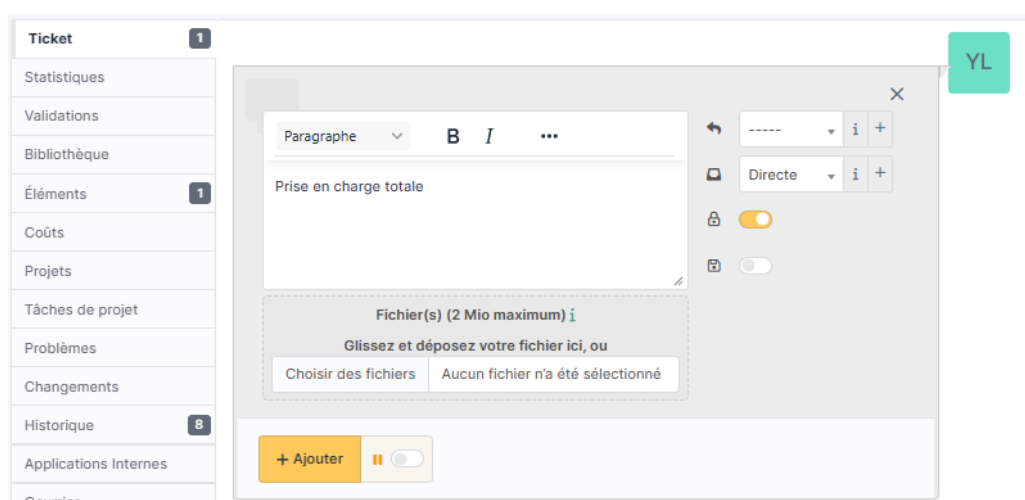 Ticket 1
Statistiques
Validations
Bibliothèque
Éléments 1
Coûts
Projets
Tâches de projet
Problèmes
Changements
Historique 8
Applications Internes
YL
Paragraphe B I •••
Prise en charge totale
----- i +
Directe i +
Fichier(s) (2 Mio maximum) i
Glissez et déposez votre fichier ici, ou
Choisir des fichiers Aucun fichier n'a été sélectionné
+ Ajouter